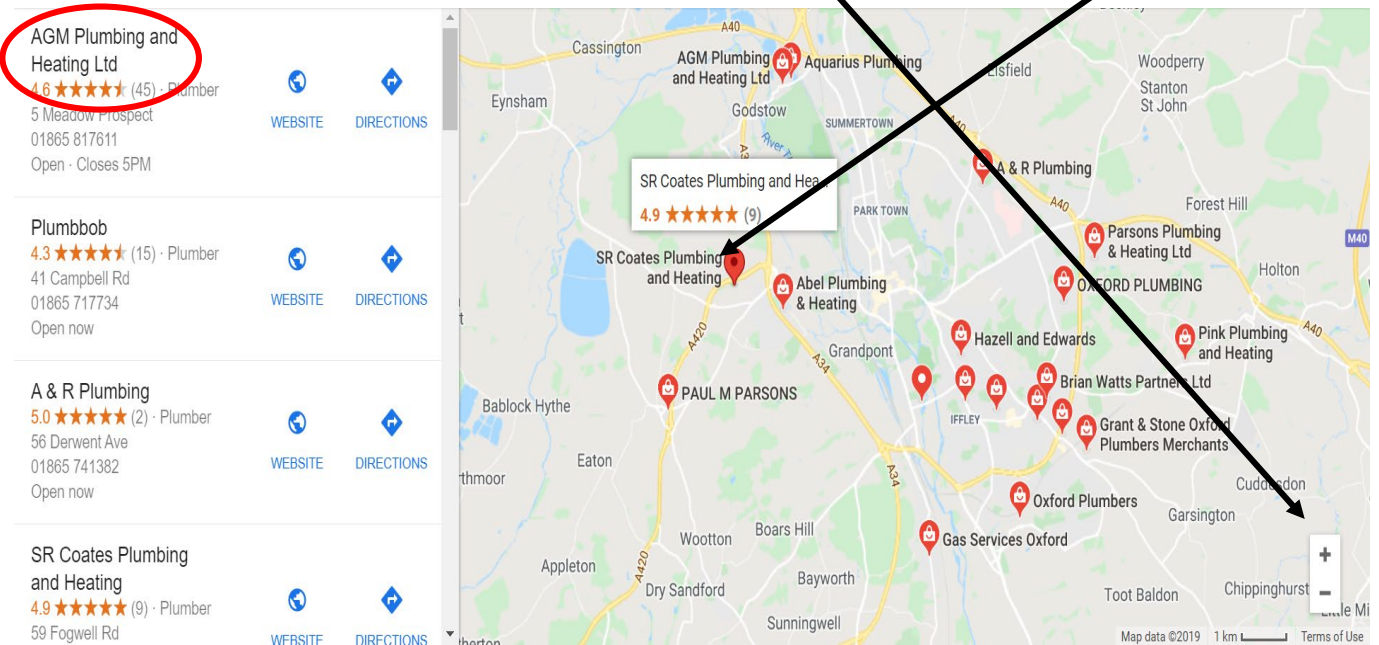 AGM Plumbing and
Heating Ltd
4.6 (45) · Plumber
5 Meadow Prospect
01865 817611
Open · Closes 5PM
WEBSITE
DIRECTIONS
Plumbbob
4.3 (15) · Plumber
41 Campbell Rd
01865 717734
Open now
WEBSITE
DIRECTIONS
A & R Plumbing
5.0 (2) · Plumber
56 Derwent Ave
01865 741382
Open now
WEBSITE
DIRECTIONS
SR Coates Plumbing
and Heating
4.9 (9) · Plumber
59 Fogwell Rd
WEBSITE
DIRECTIONS
A40
Cassington
AGM Plumbing
and Heating Ltd
Aquarius Plumbing
Elsfield
Woodperry
Stanton
St John
Eynsham
Godstow
SUMMERTOWN
River
A40
SR Coates Plumbing and Hea...
4.9 (9)
A & R Plumbing
PARK TOWN
A40
Forest Hill
Parsons Plumbing
& Heating Ltd
M40
SR Coates Plumbing
and Heating
Abel Plumbing
& Heating
OXFORD PLUMBING
Holton
A420
A34
Grandpont
Hazell and Edwards
Pink Plumbing
and Heating
A40
PAUL M PARSONS
Brian Watts Partners Ltd
Bablock Hythe
IFFLEY
Grant & Stone Oxford
Plumbers Merchants
Eaton
thmoor
A34
Cuddesdon
Oxford Plumbers
Garsington
Wootton
Boars Hill
Gas Services Oxford
Appleton
A420
Dry Sandford
Bayworth
Toot Baldon
Chippinghurst
Sunningwell
+
−
Map data ©2019
1 km
Terms of Use